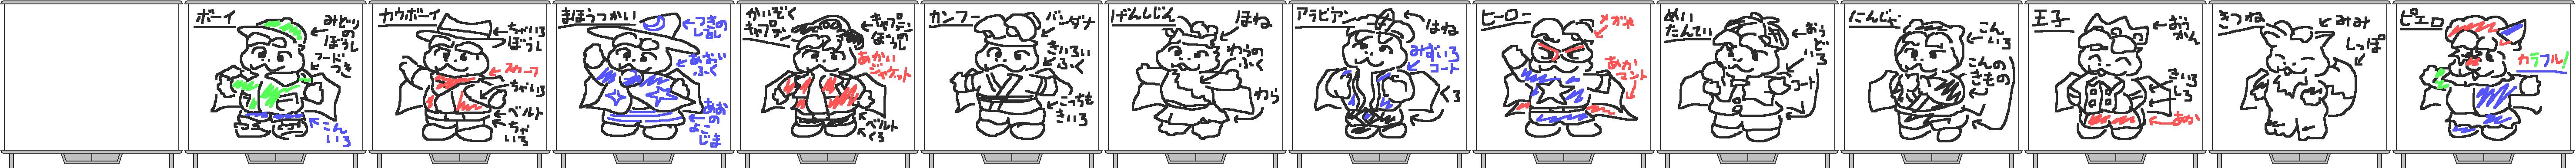 ボーイ
みどり
の
ぼうし
フード
つき
こん
いろ
カウボーイ
ちゃいろ
ぼうし
スカーフ
ちゃいろ
ベルト
ちゃ
いろ
まほうつかい
つきの
しるし
あおい
ふく
あお
のよこ
じま
かいぞく
キャプテン
キャプテン
の
ぼうし
あかい
ジャケット
ベルト
くろ
カンフー
バンダナ
きいろい
ふく
こっちも
きいろ
げんしじん
ほね
わらの
ふく
わら
アラビアン
はね
みずいろ
コート
くろ
ヒーロー
メガネ
あか
マント
めい
たんてい
おう
ど
いろ
コート
にんじゃ
こん
いろ
こんの
きもの
王子
おう
かん
きいろ
しろ
あか
きつね
みみ
しっぽ
ピエロ
カラフル!